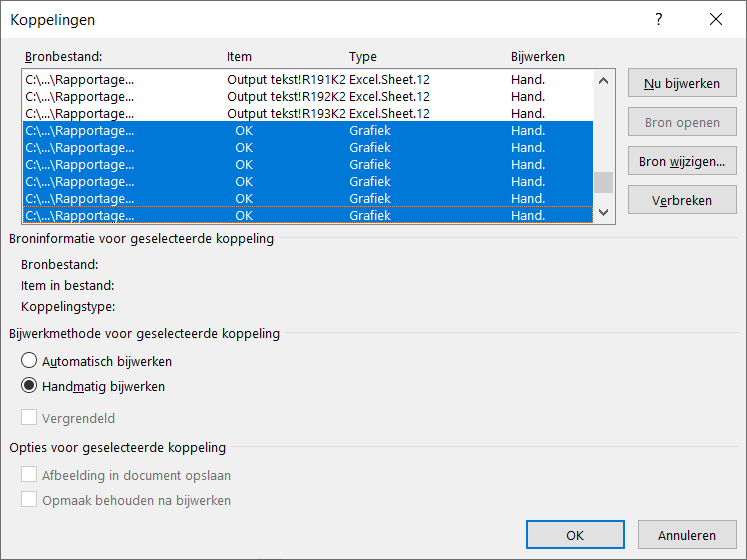 Koppelingen ?
Bronbestand: Item Type Bijwerken
C:\...\Rapportage... Output tekst!R191K2 Excel.Sheet.12 Hand.
C:\...\Rapportage... Output tekst!R192K2 Excel.Sheet.12 Hand.
C:\...\Rapportage... Output tekst!R193K2 Excel.Sheet.12 Hand.
C:\...\Rapportage... OK Grafiek Hand.
C:\...\Rapportage... OK Grafiek Hand.
C:\...\Rapportage... OK Grafiek Hand.
C:\...\Rapportage... OK Grafiek Hand.
C:\...\Rapportage... OK Grafiek Hand.
C:\...\Rapportage... OK Grafiek Hand.
Nu bijwerken
Bron openen
Bron wijzigen...
Verbreken
Broninformatie voor geselecteerde koppeling
Bronbestand:
Item in bestand:
Koppelingstype:
Bijwerkmethode voor geselecteerde koppeling
Automatisch bijwerken
Handmatig bijwerken
Vergrendeld
Opties voor geselecteerde koppeling
Afbeelding in document opslaan
Opmaak behouden na bijwerken
OK Annuleren